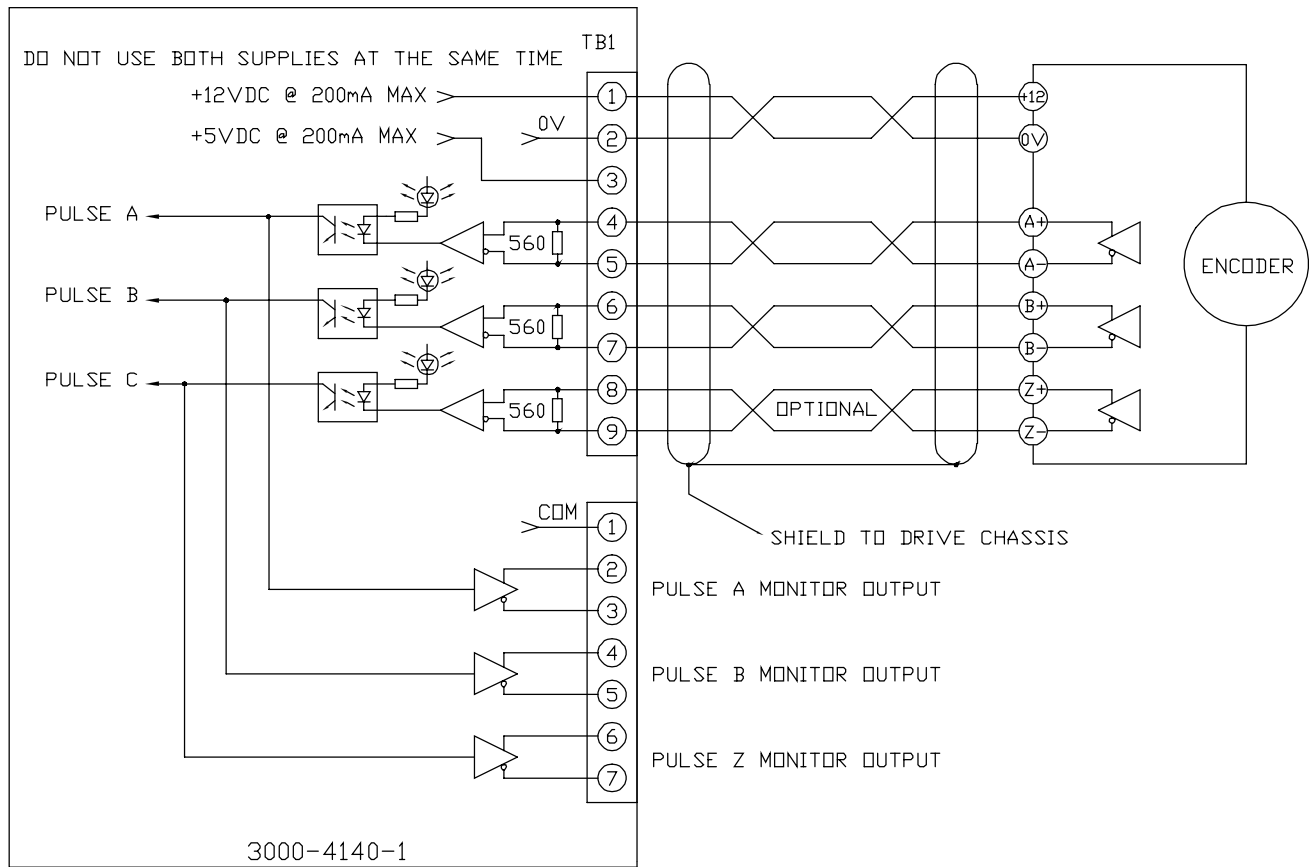 DO NOT USE BOTH SUPPLIES AT THE SAME TIME
TB1
+12VDC @ 200mA MAX
1
+12
+5VDC @ 200mA MAX
0V
2
0V
3
PULSE A
560
4
A+
5
A-
ENCODER
PULSE B
560
6
B+
7
B-
PULSE C
560
8
OPTIONAL
Z+
9
Z-
COM
1
SHIELD TO DRIVE CHASSIS
2
PULSE A MONITOR OUTPUT
3
4
PULSE B MONITOR OUTPUT
5
6
PULSE Z MONITOR OUTPUT
7
3000-4140-1